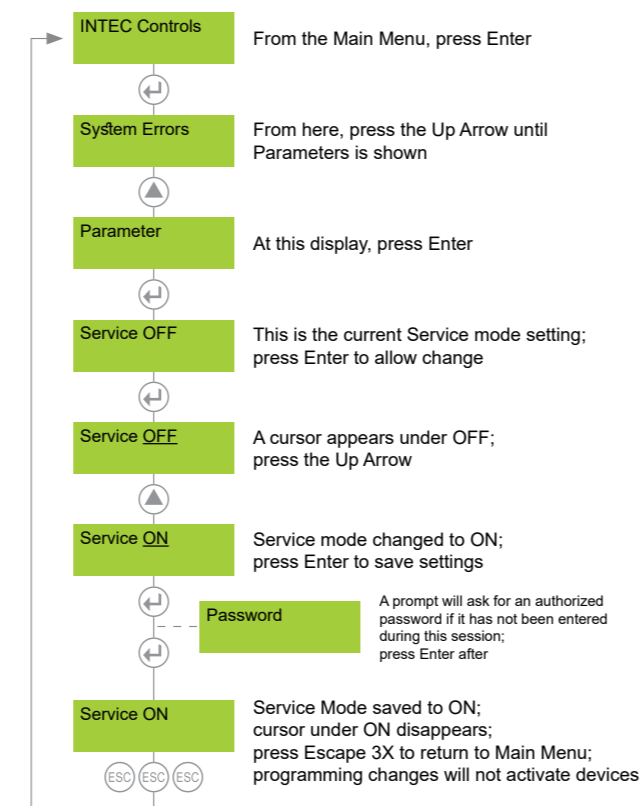 INTEC Controls
From the Main Menu, press Enter
System Errors
From here, press the Up Arrow until
Parameters is shown
Parameter
At this display, press Enter
Service OFF
This is the current Service mode setting;
press Enter to allow change
Service OFF
A cursor appears under OFF;
press the Up Arrow
Service ON
Service mode changed to ON;
press Enter to save settings
Password
A prompt will ask for an authorized
password if it has not been entered
during this session;
press Enter after
Service ON
Service Mode saved to ON;
cursor under ON disappears;
press Escape 3X to return to Main Menu;
programming changes will not activate devices
ESC ESC ESC